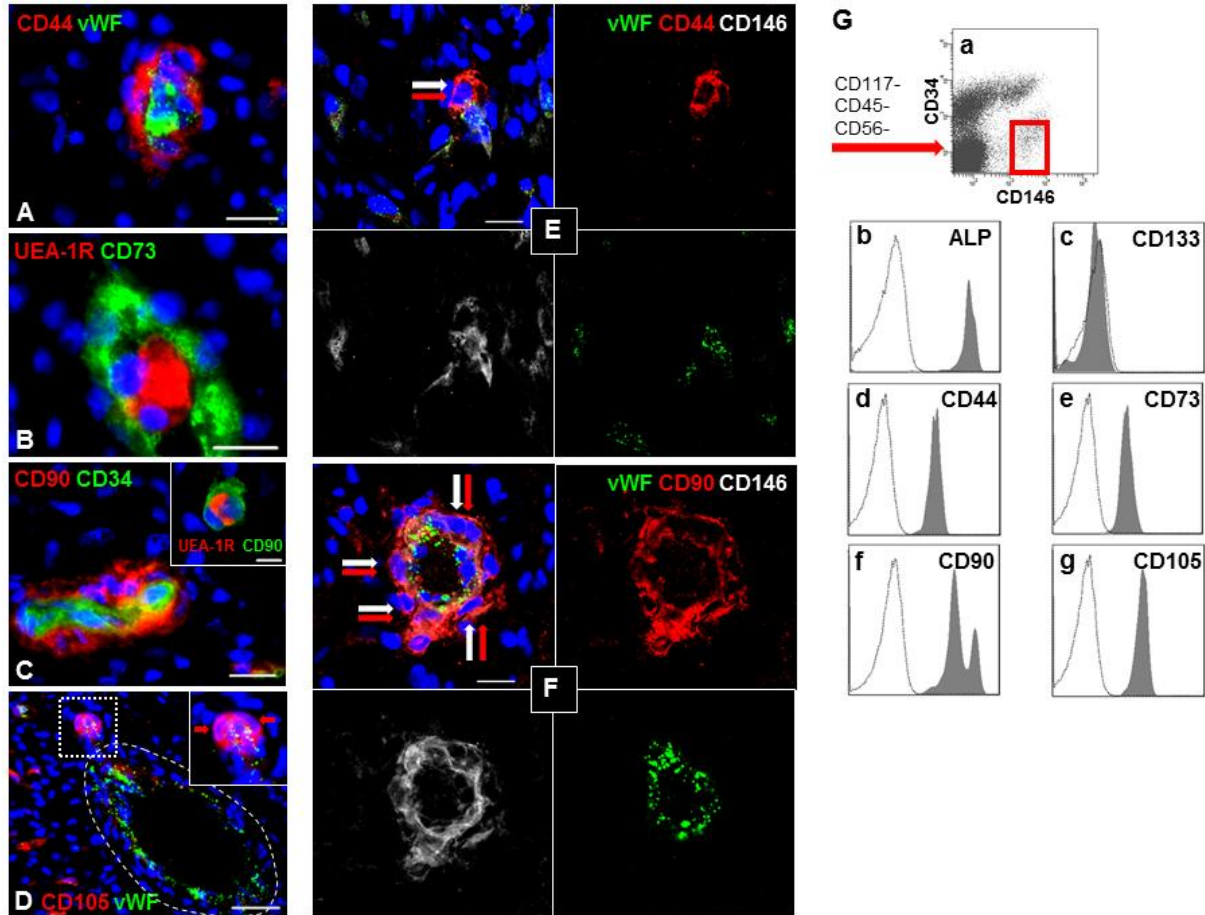 CD44 vWF
A
UEA-1R CD73
B
CD90 CD34
UEA-1R CD90
C
D CD105 vWF
vWF CD44 CD146
E
vWF CD90 CD146
F
G
a
CD117-
CD45-
CD56-
CD34
CD146
b ALP
c CD133
d CD44
e CD73
f CD90
g CD105